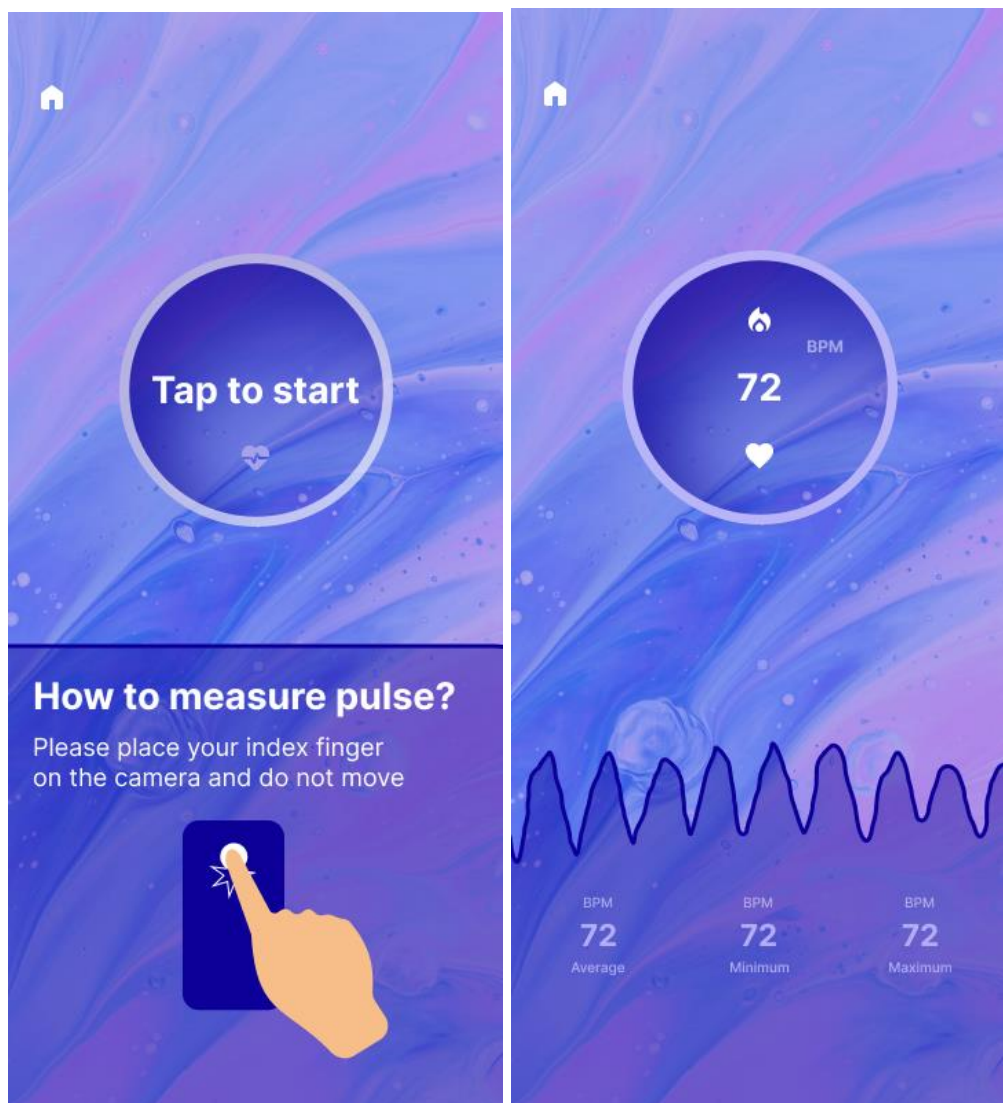 Tap to start
How to measure pulse?
Please place your index finger
on the camera and do not move
BPM
72
BPM
72
Average
BPM
72
Minimum
BPM
72
Maximum